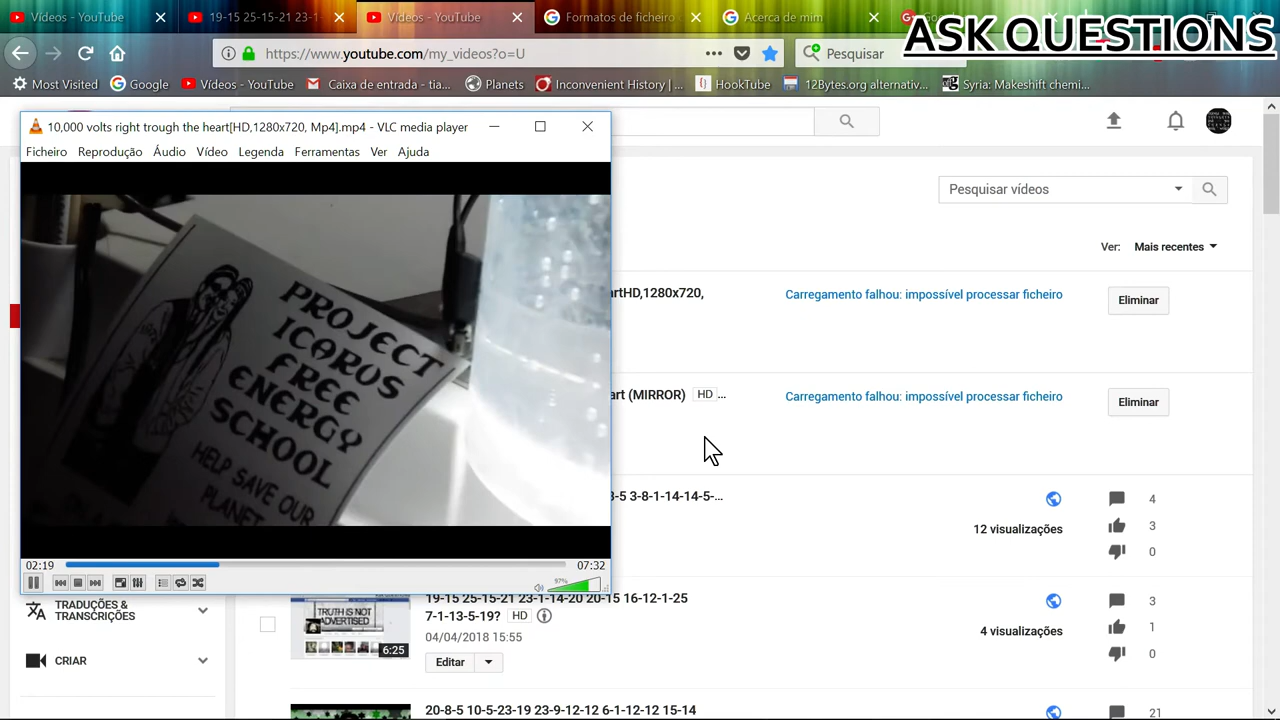 Vídeos - YouTube
19-15 25-15-21 23-1
Vídeos - YouTube
Formatos de ficheiro
Acerca de mim
ASK QUESTIONS
https://www.youtube.com/my_videos?o=U
Pesquisar
Most Visited
Google
Vídeos - YouTube
Caixa de entrada - tia...
Planets
Inconvenient History | ...
HookTube
12Bytes.org alternativ...
Syria: Makeshift chemi...
10,000 volts right trough the heart[HD,1280x720, Mp4].mp4 - VLC media player
Ficheiro Reprodução Áudio Vídeo Legenda Ferramentas Ver Ajuda
Pesquisar vídeos
Ver: Mais recentes
PROJECT
ICAROS
FREE
ENERGY
SCHOOL
HELP SAVE OUR
PLANET
artHD,1280x720,
Carregamento falhou: impossível processar ficheiro
Eliminar
art (MIRROR) HD ...
Carregamento falhou: impossível processar ficheiro
Eliminar
8-5 3-8-1-14-14-5-...
4
12 visualizações
3
0
02:19
07:32
97%
TRADUÇÕES &
TRANSCRIÇÕES
CRIAR
TRUTH IS NOT
ADVERTISED
6:25
19-15 25-15-21 23-1-14-20 20-15 16-12-1-25
7-1-13-5-19? HD
04/04/2018 15:55
Editar
3
4 visualizações
1
0
20-8-5 10-5-23-19 23-9-12-12 6-1-12-12 15-14
21